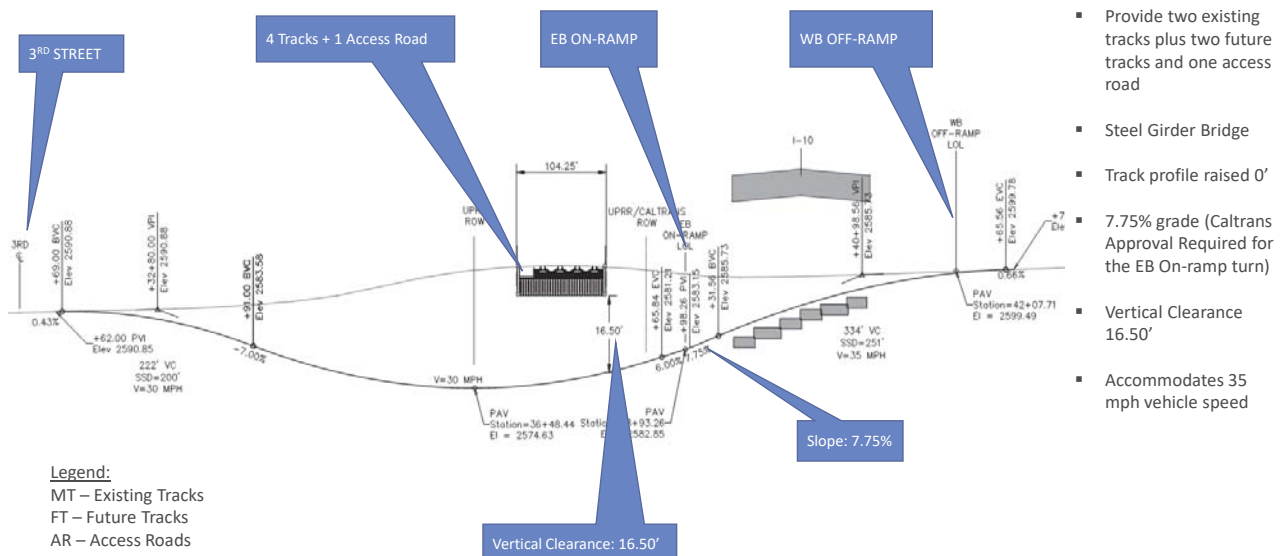 3RD STREET
4 Tracks + 1 Access Road
EB ON-RAMP
WB OFF-RAMP
▪ Provide two existing
tracks plus two future
tracks and one access
road
▪ Steel Girder Bridge
▪ Track profile raised 0’
▪ 7.75% grade (Caltrans
Approval Required for
the EB On-ramp turn)
▪ Vertical Clearance
16.50’
▪ Accommodates 35
mph vehicle speed
3RD
℄
+69.00 BVC
Elev 2590.88
+32+80.00 VPI
Elev 2590.88
+91.00 BVC
Elev 2583.58
0.43%
+62.00 PVI
Elev 2590.85
222' VC
SSD=200'
V=30 MPH
-7.00%
ROW
104.25'
V=30 MPH
PAV
Station=36+48.44
El = 2574.63
16.50'
UPRR/CALTRANS
ROW
EB
ON-RAMP
LOL
+65.84 EVC
Elev 2581.21
+98.26 PVI
Elev 2583.15
+31.56 BVC
Elev 2585.73
6.00%
7.75%
PAV
+93.26
2582.85
I-10
+40+98.56 VPI
Elev 2585.73
334' VC
SSD=251'
V=35 MPH
WB
OFF-RAMP
LOL
+65.56 EVC
Elev 2599.78
0.66%
PAV
Station=42+07.71
El = 2599.49
Slope: 7.75%
Vertical Clearance: 16.50’
Legend:
MT – Existing Tracks
FT – Future Tracks
AR – Access Roads